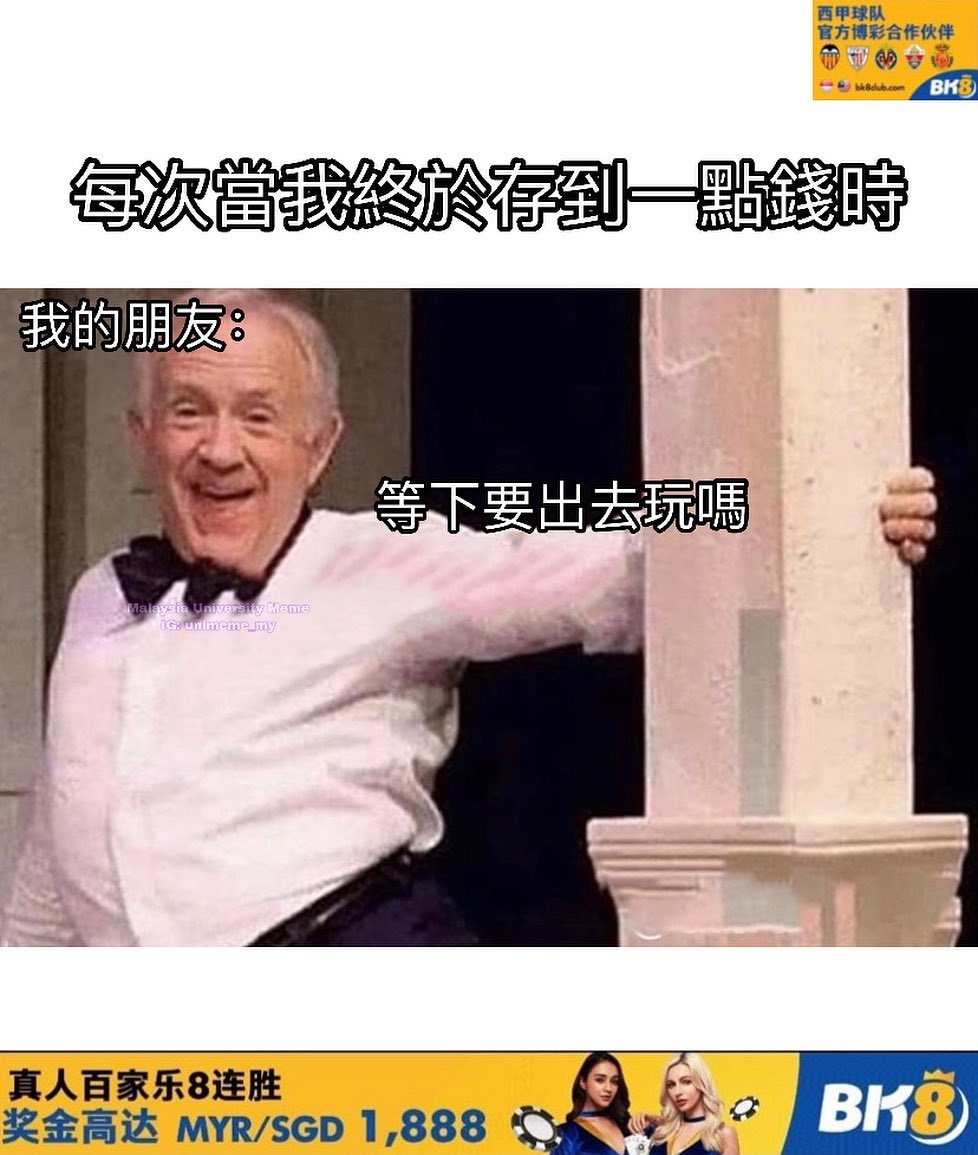 西甲球队
官方博彩合作伙伴
bk8club.com
BK8
每次當我終於存到一點錢時
我的朋友：
等下要出去玩嗎
Malaysia University Meme
IG: unimeme_my
真人百家乐8连胜
奖金高达 MYR/SGD 1,888
BK8